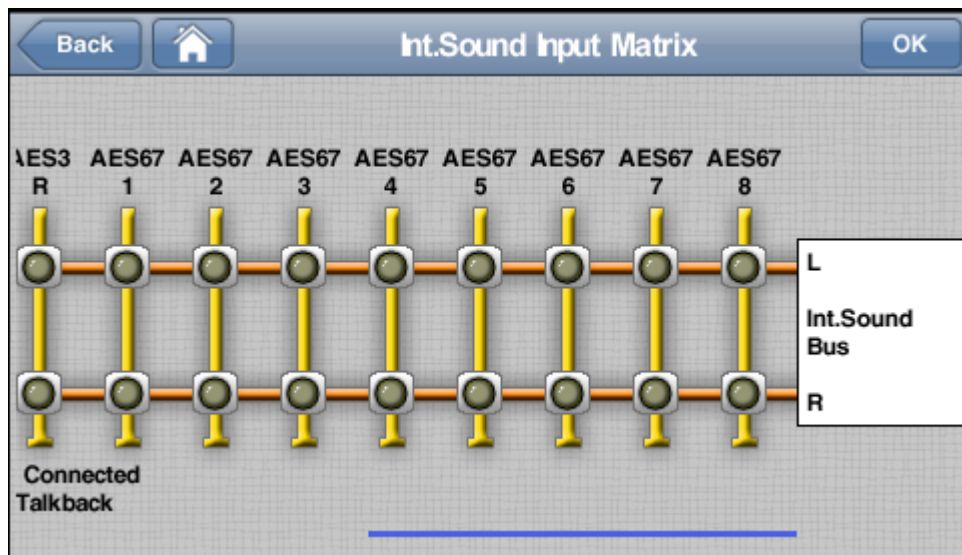 Back
Int.Sound Input Matrix
OK
AES3 AES67 AES67 AES67 AES67 AES67 AES67 AES67 AES67
R 1 2 3 4 5 6 7 8
L
Int.Sound
Bus
R
Connected
Talkback